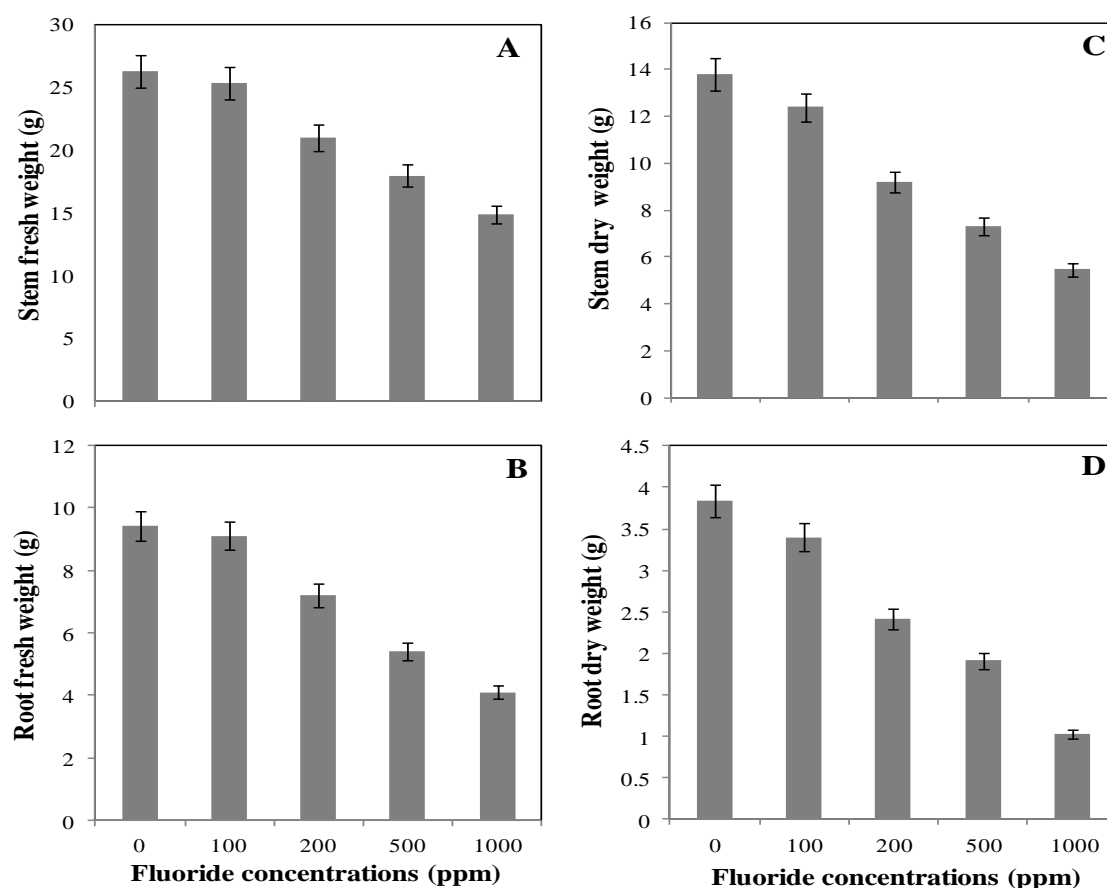 A
Stem fresh weight (g)
30
25
20
15
10
5
0
C
Stem dry weight (g)
16
14
12
10
8
6
4
2
0
B
Root fresh weight (g)
12
10
8
6
4
2
0
0 100 200 500 1000
Fluoride concentrations (ppm)
D
Root dry weight (g)
4.5
4
3.5
3
2.5
2
1.5
1
0.5
0
0 100 200 500 1000
Fluoride concentrations (ppm)